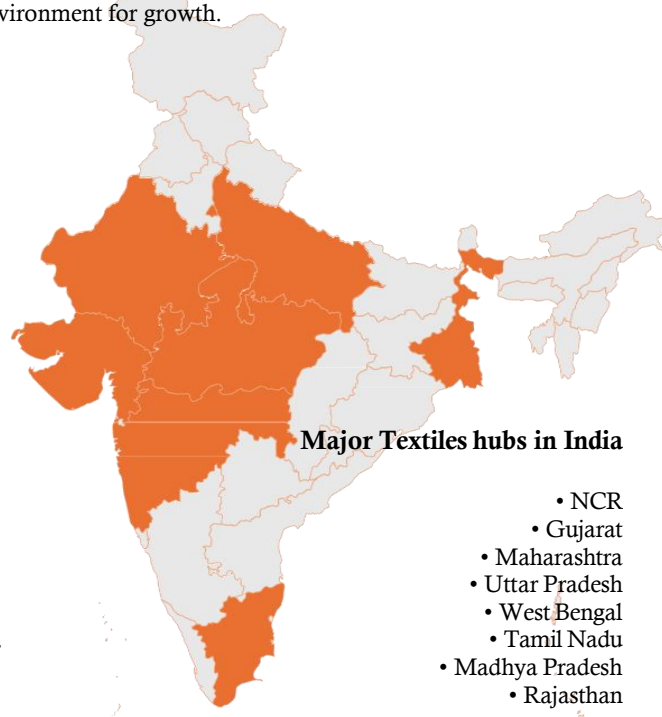 vironment for growth.
Major Textiles hubs in India
• NCR
• Gujarat
• Maharashtra
• Uttar Pradesh
• West Bengal
• Tamil Nadu
• Madhya Pradesh
• Rajasthan